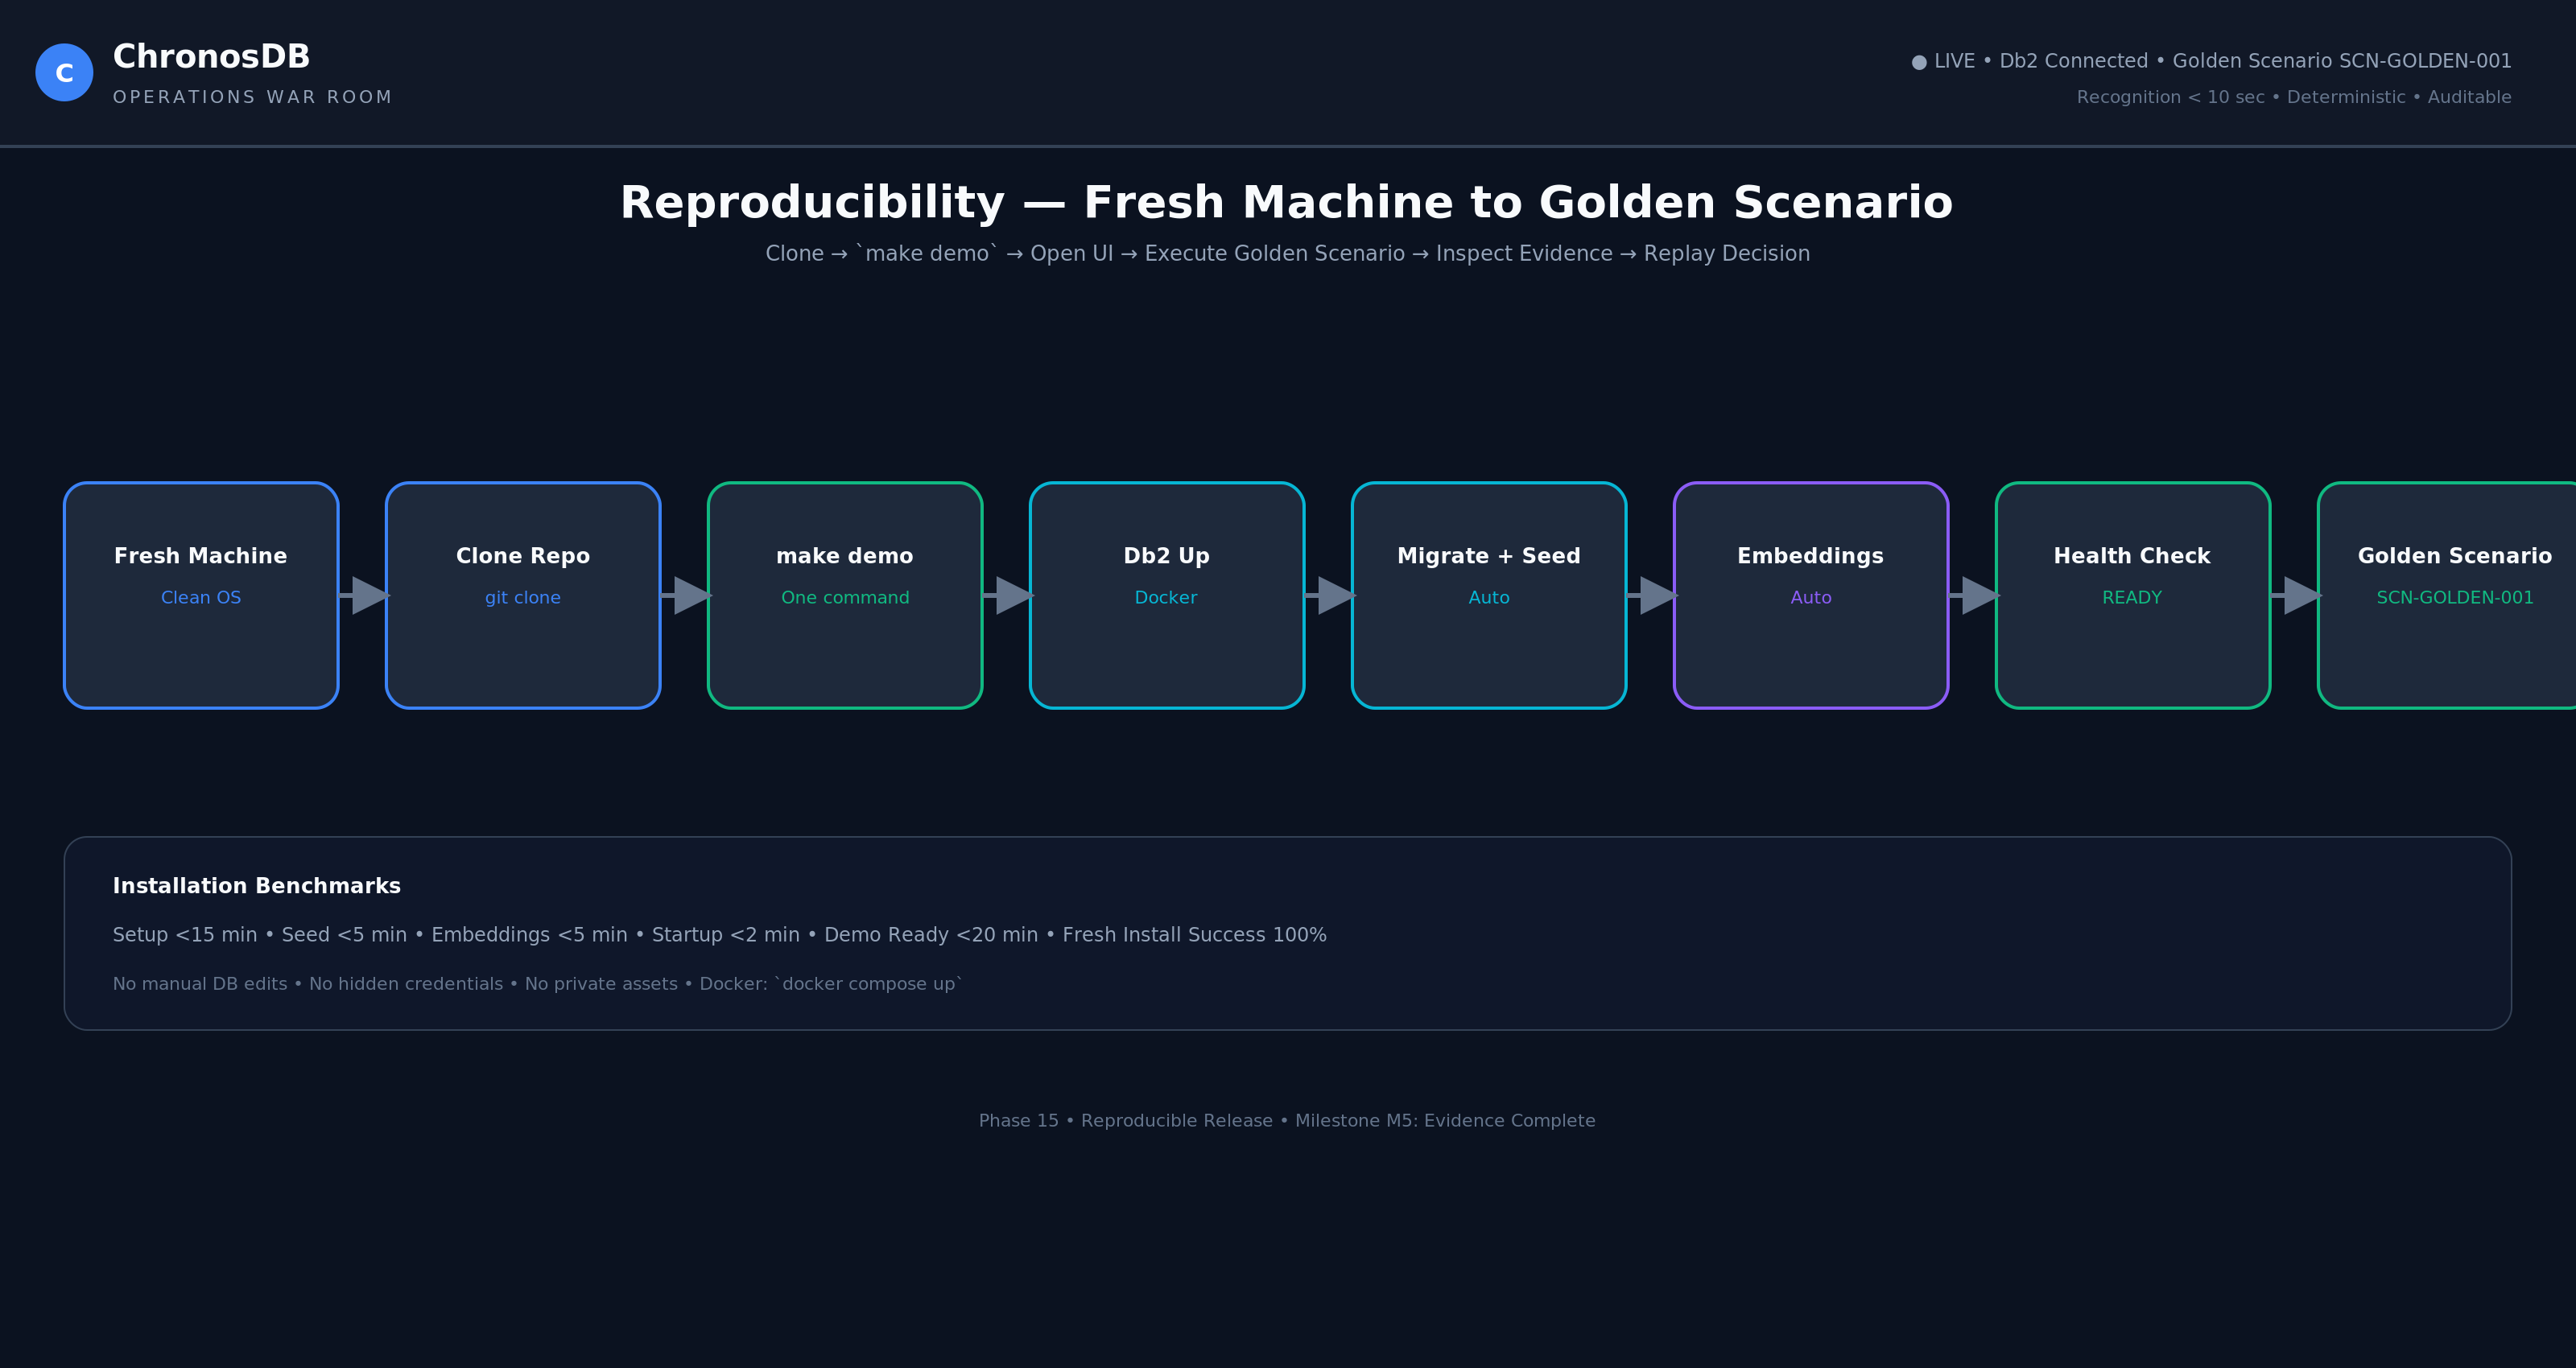 C
ChronosDB
OPERATIONS WAR ROOM
● LIVE • Db2 Connected • Golden Scenario SCN-GOLDEN-001
Recognition < 10 sec • Deterministic • Auditable
Reproducibility — Fresh Machine to Golden Scenario
Clone → `make demo` → Open UI → Execute Golden Scenario → Inspect Evidence → Replay Decision
Fresh Machine
Clean OS
Clone Repo
git clone
make demo
One command
Db2 Up
Docker
Migrate + Seed
Auto
Embeddings
Auto
Health Check
READY
Golden Scenario
SCN-GOLDEN-001
Installation Benchmarks
Setup <15 min • Seed <5 min • Embeddings <5 min • Startup <2 min • Demo Ready <20 min • Fresh Install Success 100%
No manual DB edits • No hidden credentials • No private assets • Docker: `docker compose up`
Phase 15 • Reproducible Release • Milestone M5: Evidence Complete